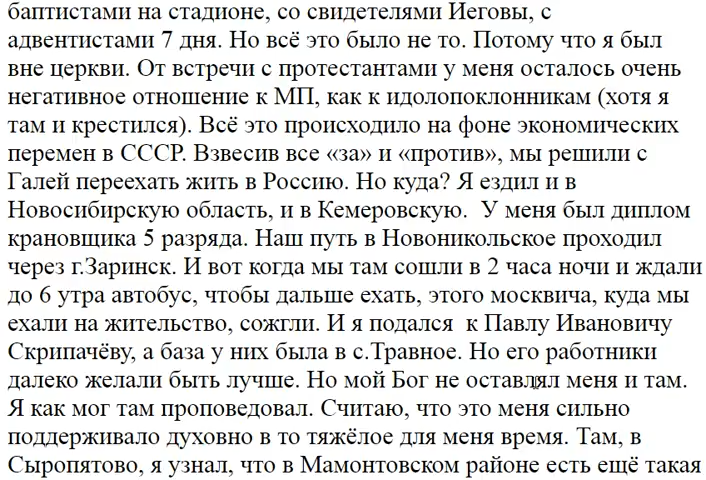 баптистами на стадионе, со свидетелями Иеговы, с
адвентистами 7 дня. Но всё это было не то. Потому что я был
вне церкви. От встречи с протестантами у меня осталось очень
негативное отношение к МП, как к идолопоклонникам (хотя я
там и крестился). Всё это происходило на фоне экономических
перемен в СССР. Взвесив все «за» и «против», мы решили с
Галей переехать жить в Россию. Но куда? Я ездил и в
Новосибирскую область, и в Кемеровскую. У меня был диплом
крановщика 5 разряда. Наш путь в Новоникольское проходил
через г.Заринск. И вот когда мы там сошли в 2 часа ночи и ждали
до 6 утра автобус, чтобы дальше ехать, этого москвича, куда мы
ехали на жительство, сожгли. И я подался к Павлу Ивановичу
Скрипачёву, а база у них была в с.Травное. Но его работники
далеко желали быть лучше. Но мой Бог не оставлял меня и там.
Я как мог там проповедовал. Считаю, что это меня сильно
поддерживало духовно в то тяжёлое для меня время. Там, в
Сыропятово, я узнал, что в Мамонтовском районе есть ещё такая